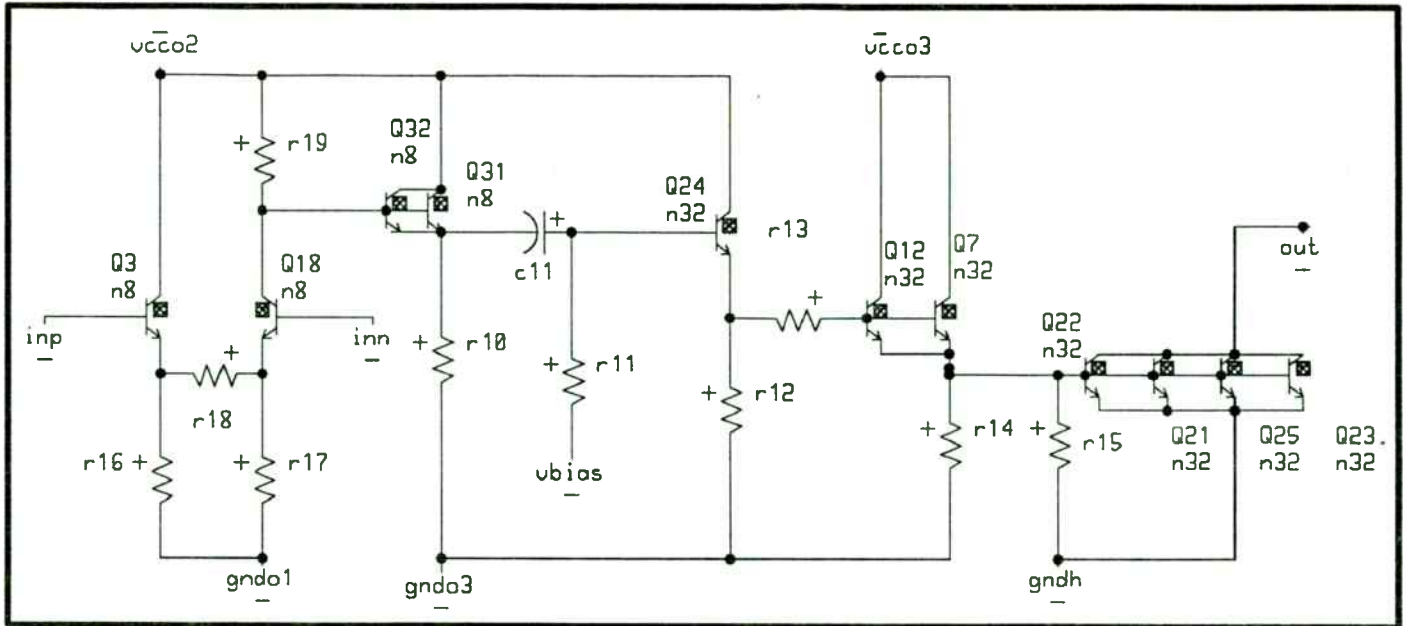 vcco2
vcco3
+ r19
Q32
n8
Q31
n8
Q24
n32
r13
Q12
n32
Q7
n32
out
Q3
n8
Q18
n8
+
c11
+
inp
inn
+
+ r10
+ r11
Q22
n32
r18
+ r12
r16 +
+ r17
vbias
+ r14
+ r15
Q21
n32
Q25
n32
Q23.
n32
gndo1
gndo3
gndh